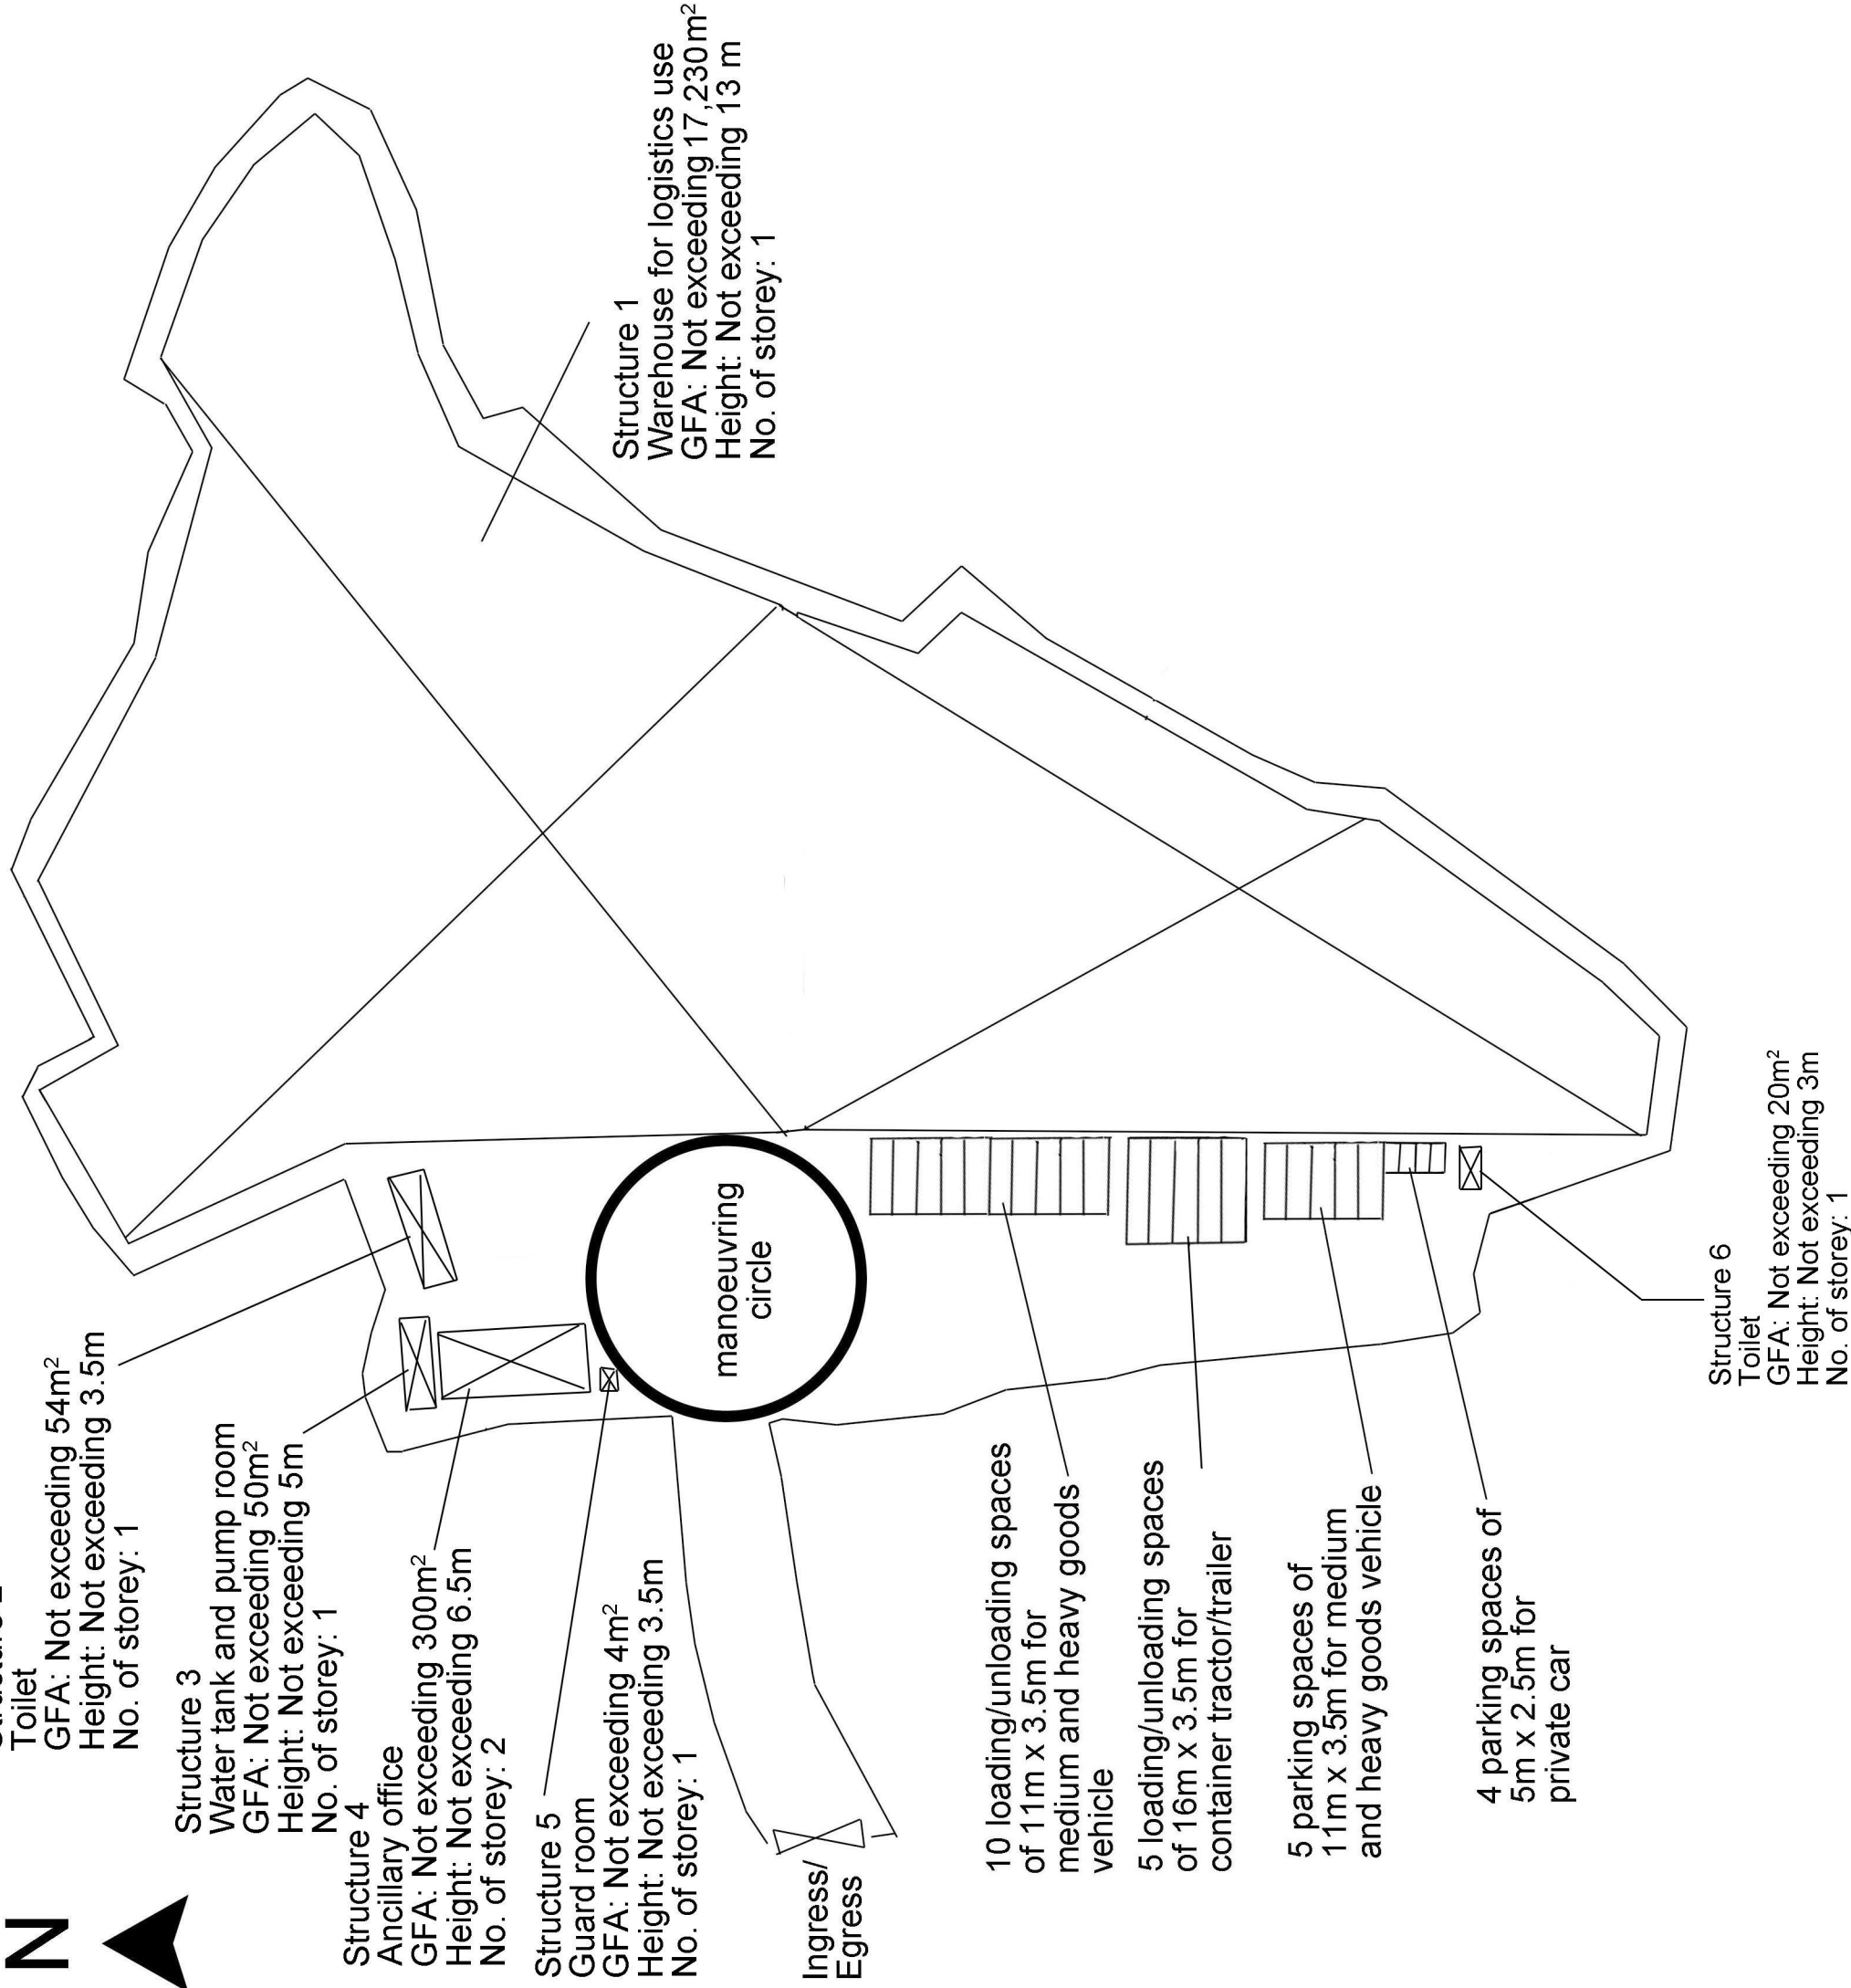 N
Toilet
GFA: Not exceeding 54m²
Height: Not exceeding 3.5m
No. of storey: 1
Structure 3
Water tank and pump room
GFA: Not exceeding 50m²
Height: Not exceeding 5m
No. of storey: 1
Structure 4
Ancillary office
GFA: Not exceeding 300m²
Height: Not exceeding 6.5m
No. of storey: 2
Structure 5
Guard room
GFA: Not exceeding 4m²
Height: Not exceeding 3.5m
No. of storey: 1
Ingress/
Egress
manoeuvring
circle
Structure 1
Warehouse for logistics use
GFA: Not exceeding 17,230m²
Height: Not exceeding 13 m
No. of storey: 1
10 loading/unloading spaces
of 11m x 3.5m for
medium and heavy goods
vehicle
5 loading/unloading spaces
of 16m x 3.5m for
container tractor/trailer
5 parking spaces of
11m x 3.5m for medium
and heavy goods vehicle
4 parking spaces of
5m x 2.5m for
private car
Structure 6
Toilet
GFA: Not exceeding 20m²
Height: Not exceeding 3m
No. of storey: 1